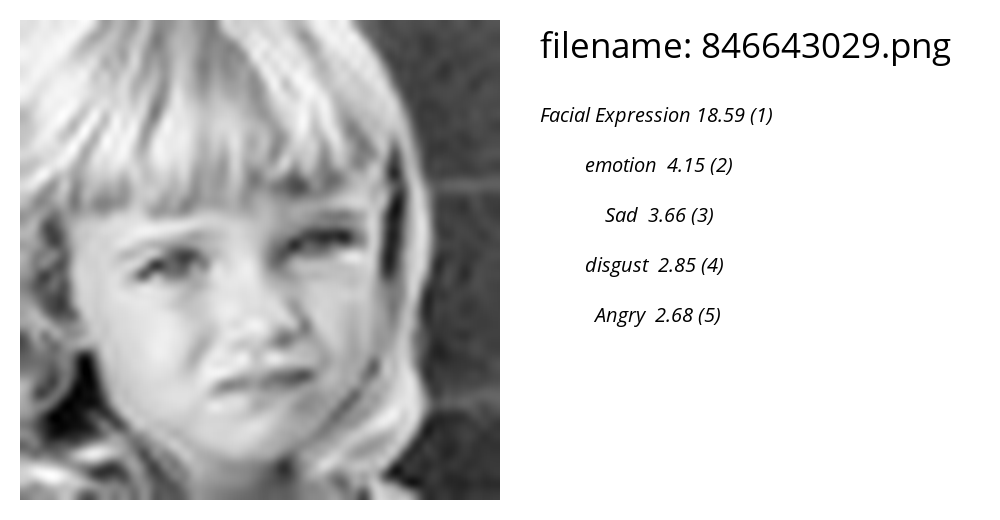 filename: 846643029.png
Facial Expression 18.59 (1)
emotion 4.15 (2)
Sad 3.66 (3)
disgust 2.85 (4)
Angry 2.68 (5)